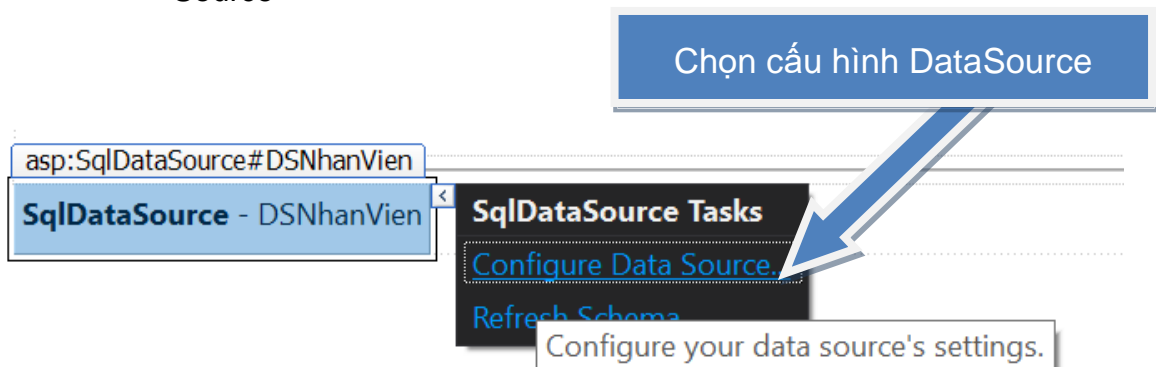 Source
Chọn cấu hình DataSource
asp:SqlDataSource#DSNhanVien
SqlDataSource - DSNhanVien
SqlDataSource Tasks
Configure Data Source...
Refresh Schema
Configure your data source's settings.